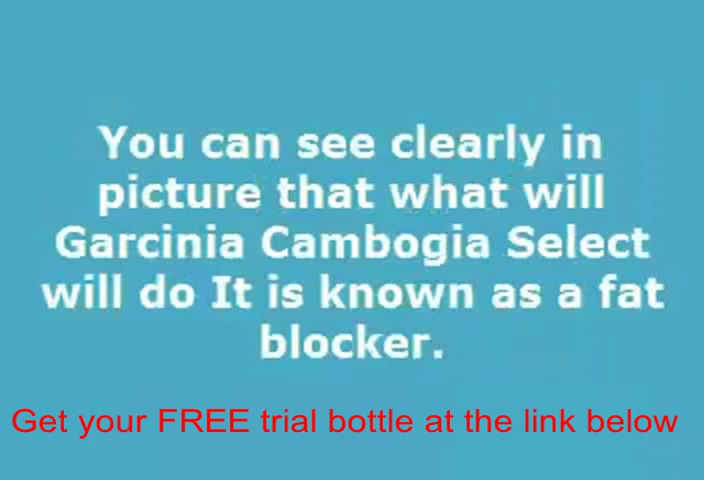 You can see clearly in
picture that what will
Garcinia Cambogia Select
will do It is known as a fat
blocker.
Get your FREE trial bottle at the link below